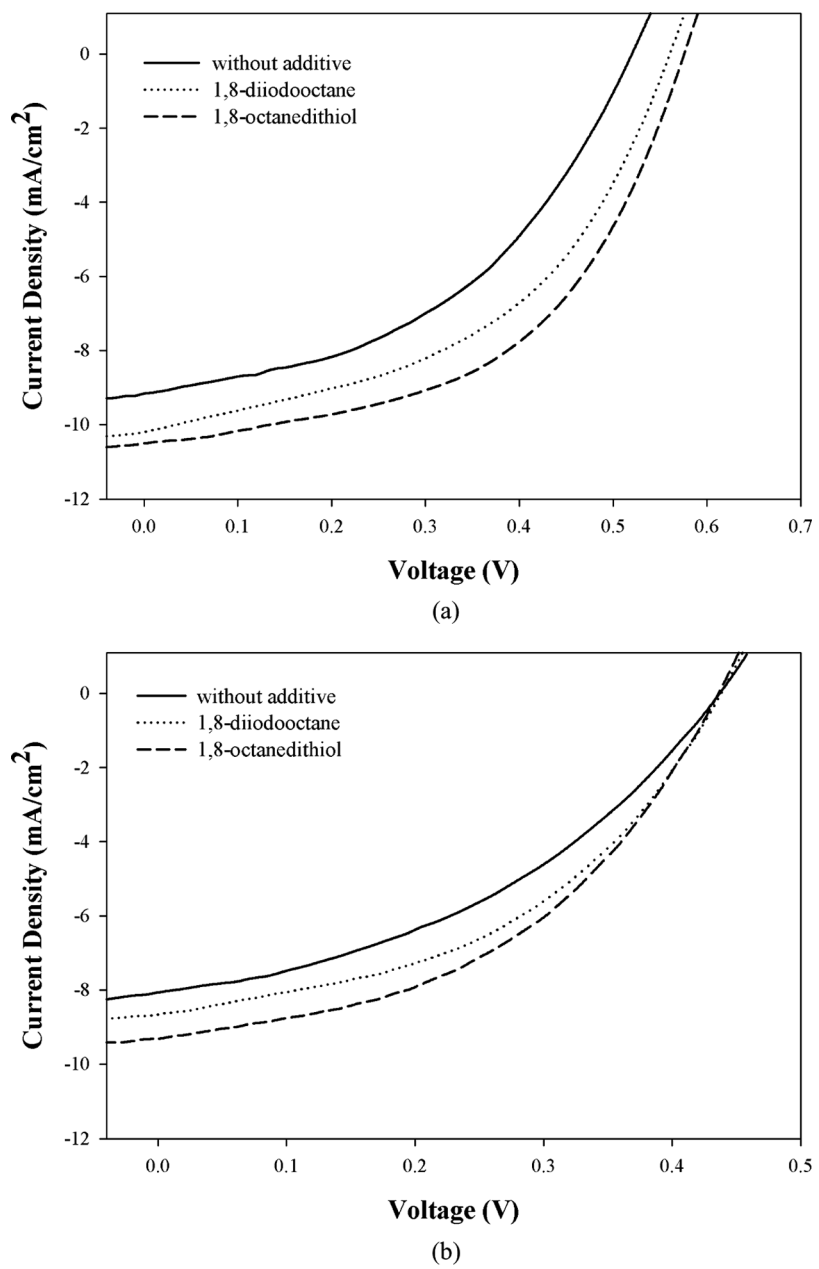 0
-2
-4
-6
-8
-10
-12
Current Density (mA/cm²)
without additive
1,8-diiodooctane
1,8-octanedithiol
0.0 0.1 0.2 0.3 0.4 0.5 0.6 0.7
Voltage (V)
(a)
0
-2
-4
-6
-8
-10
-12
Current Density (mA/cm²)
without additive
1,8-diiodooctane
1,8-octanedithiol
0.0 0.1 0.2 0.3 0.4 0.5
Voltage (V)
(b)